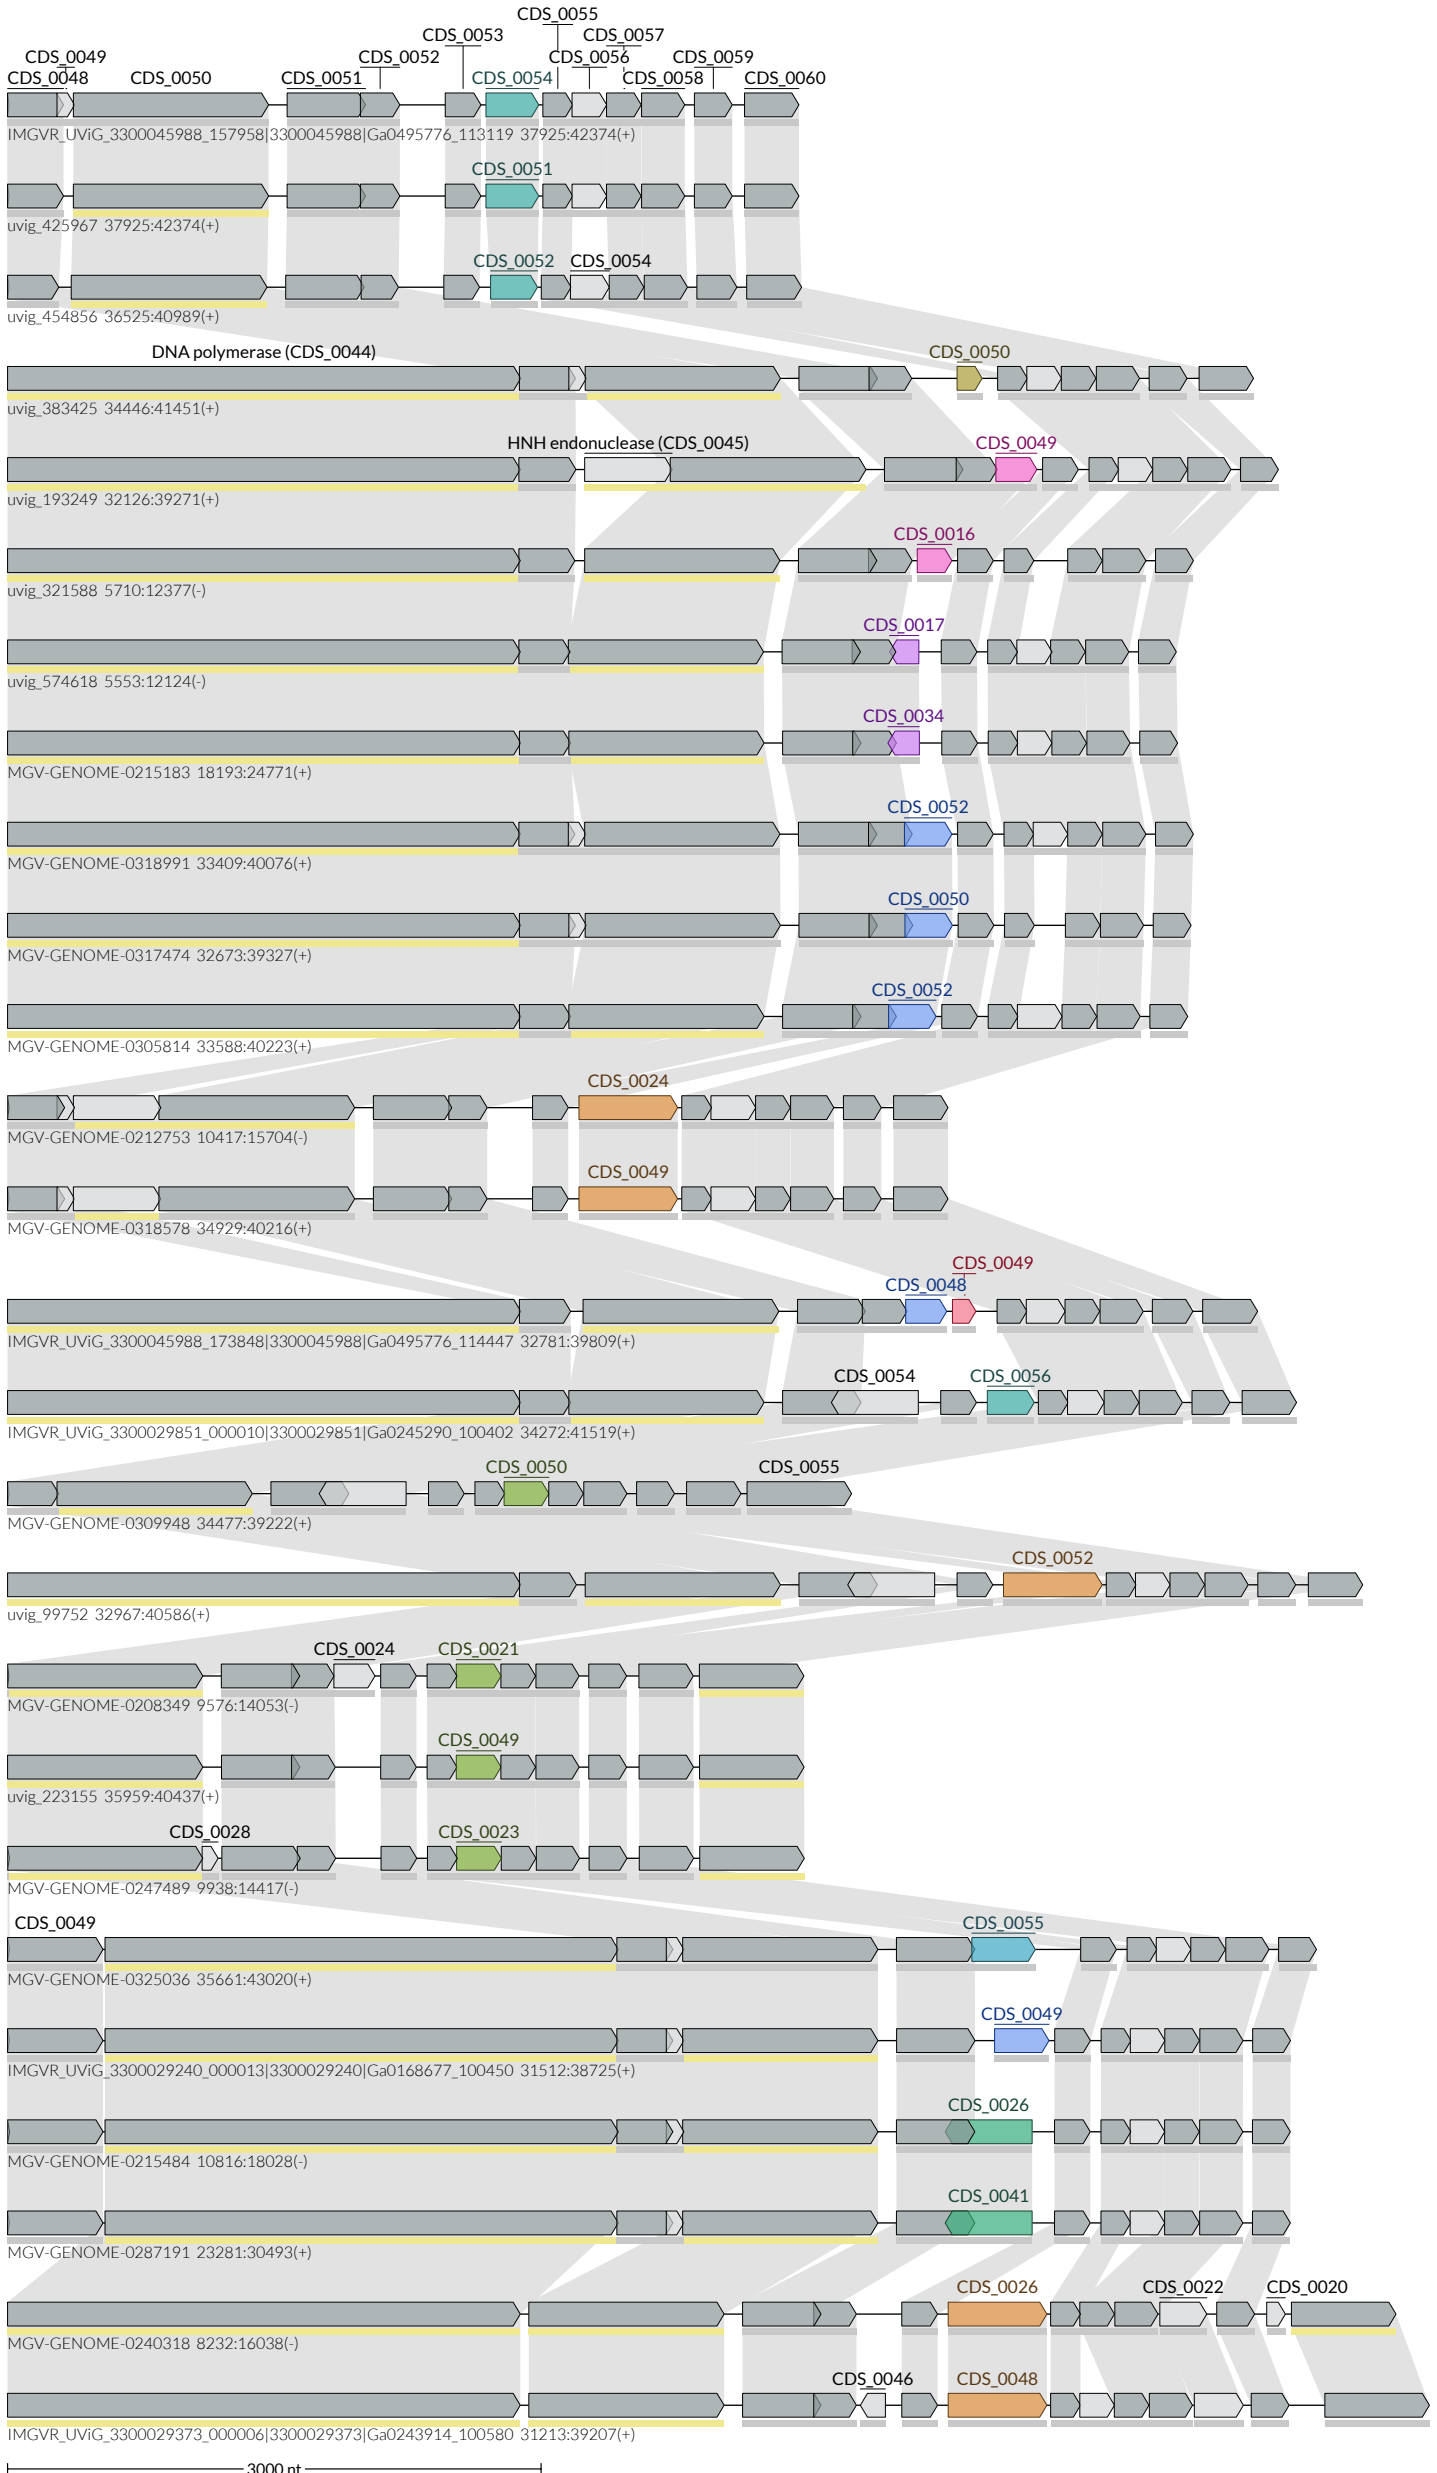 CDS_0055
CDS_0053 CDS_0057
CDS_0049 CDS_0052 CDS_0056 CDS_0059
CDS_0048 CDS_0050 CDS_0051 CDS_0054 CDS_0058 CDS_0060
IMGVR_UViG_3300045988_157958|3300045988|Ga0495776_113119 37925:42374(+)
CDS_0051
uvig_425967 37925:42374(+)
CDS_0052 CDS_0054
uvig_454856 36525:40989(+)
DNA polymerase (CDS_0044) CDS_0050
uvig_383425 34446:41451(+)
HNH endonuclease (CDS_0045) CDS_0049
uvig_193249 32126:39271(+)
CDS_0016
uvig_321588 5710:12377(-)
CDS_0017
uvig_574618 5553:12124(-)
CDS_0034
MGV-GENOME-0215183 18193:24771(+)
CDS_0052
MGV-GENOME-0318991 33409:40076(+)
CDS_0050
MGV-GENOME-0317474 32673:39327(+)
CDS_0052
MGV-GENOME-0305814 33588:40223(+)
CDS_0024
MGV-GENOME-0212753 10417:15704(-)
CDS_0049
MGV-GENOME-0318578 34929:40216(+)
CDS_0049
CDS_0048
IMGVR_UViG_3300045988_173848|3300045988|Ga0495776_114447 32781:39809(+)
CDS_0054 CDS_0056
IMGVR_UViG_3300029851_000010|3300029851|Ga0245290_100402 34272:41519(+)
CDS_0050 CDS_0055
MGV-GENOME-0309948 34477:39222(+)
CDS_0052
uvig_99752 32967:40586(+)
CDS_0024 CDS_0021
MGV-GENOME-0208349 9576:14053(-)
CDS_0049
uvig_223155 35959:40437(+)
CDS_0028 CDS_0023
MGV-GENOME-0247489 9938:14417(-)
CDS_0049 CDS_0055
MGV-GENOME-0325036 35661:43020(+)
CDS_0049
IMGVR_UViG_3300029240_000013|3300029240|Ga0168677_100450 31512:38725(+)
CDS_0026
MGV-GENOME-0215484 10816:18028(-)
CDS_0041
MGV-GENOME-0287191 23281:30493(+)
CDS_0026 CDS_0022 CDS_0020
MGV-GENOME-0240318 8232:16038(-)
CDS_0046 CDS_0048
IMGVR_UViG_3300029373_000006|3300029373|Ga0243914_100580 31213:39207(+)
3000 nt